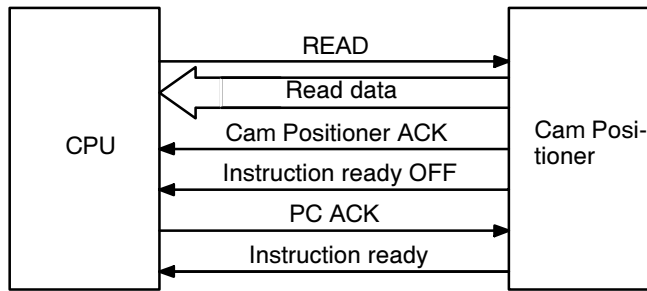 READ
Read data
CPU
Cam Positioner ACK
Cam Posi-
tioner
Instruction ready OFF
PC ACK
Instruction ready